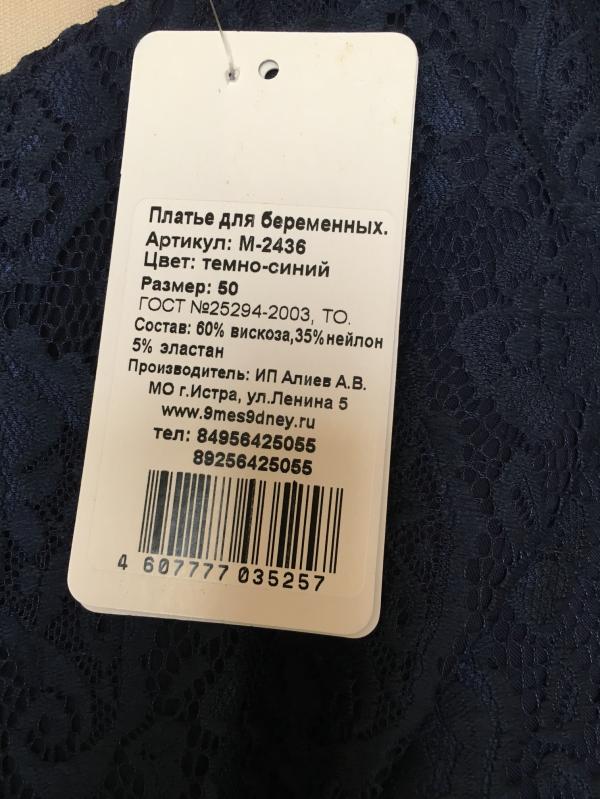 Платье для беременных.
Артикул: М-2436
Цвет: темно-синий
Размер: 50
ГОСТ №25294-2003, ТО.
Состав: 60% вискоза,35% нейлон
5% эластан
Производитель: ИП Алиев А.В.
МО г.Истра, ул.Ленина 5
www.9mes9dney.ru
тел: 84956425055
89256425055
4 607777 035257